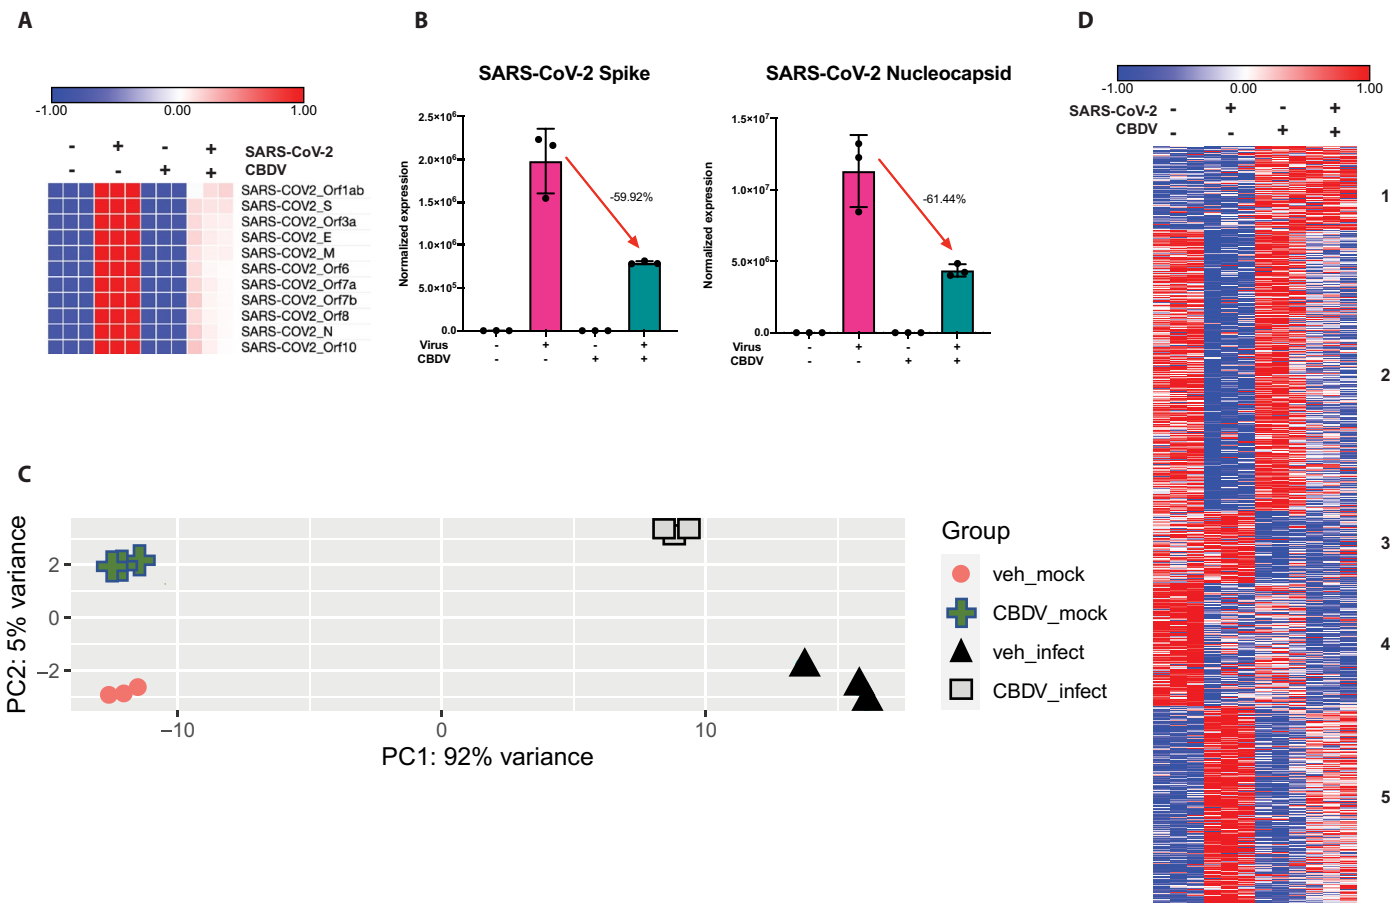 A
-1.00 0.00 1.00
- + - + SARS-CoV-2
- - + + CBDV
SARS-COV2_Orf1ab
SARS-COV2_S
SARS-COV2_Orf3a
SARS-COV2_E
SARS-COV2_M
SARS-COV2_Orf6
SARS-COV2_Orf7a
SARS-COV2_Orf7b
SARS-COV2_Orf8
SARS-COV2_N
SARS-COV2_Orf10
B
SARS-CoV-2 Spike
Normalized expression
2.5×10⁶
2.0×10⁶
1.5×10⁶
1.0×10⁶
5.0×10⁵
0.0
-59.92%
Virus - + - +
CBDV - - + +
SARS-CoV-2 Nucleocapsid
Normalized expression
1.5×10⁷
1.0×10⁷
5.0×10⁶
0.0
-61.44%
Virus - + - +
CBDV - - + +
C
PC2: 5% variance
2
0
−2
−10 0 10
PC1: 92% variance
Group
veh_mock
CBDV_mock
veh_infect
CBDV_infect
D
-1.00 0.00 1.00
SARS-CoV-2 - + - +
CBDV - - + +
1
2
3
4
5